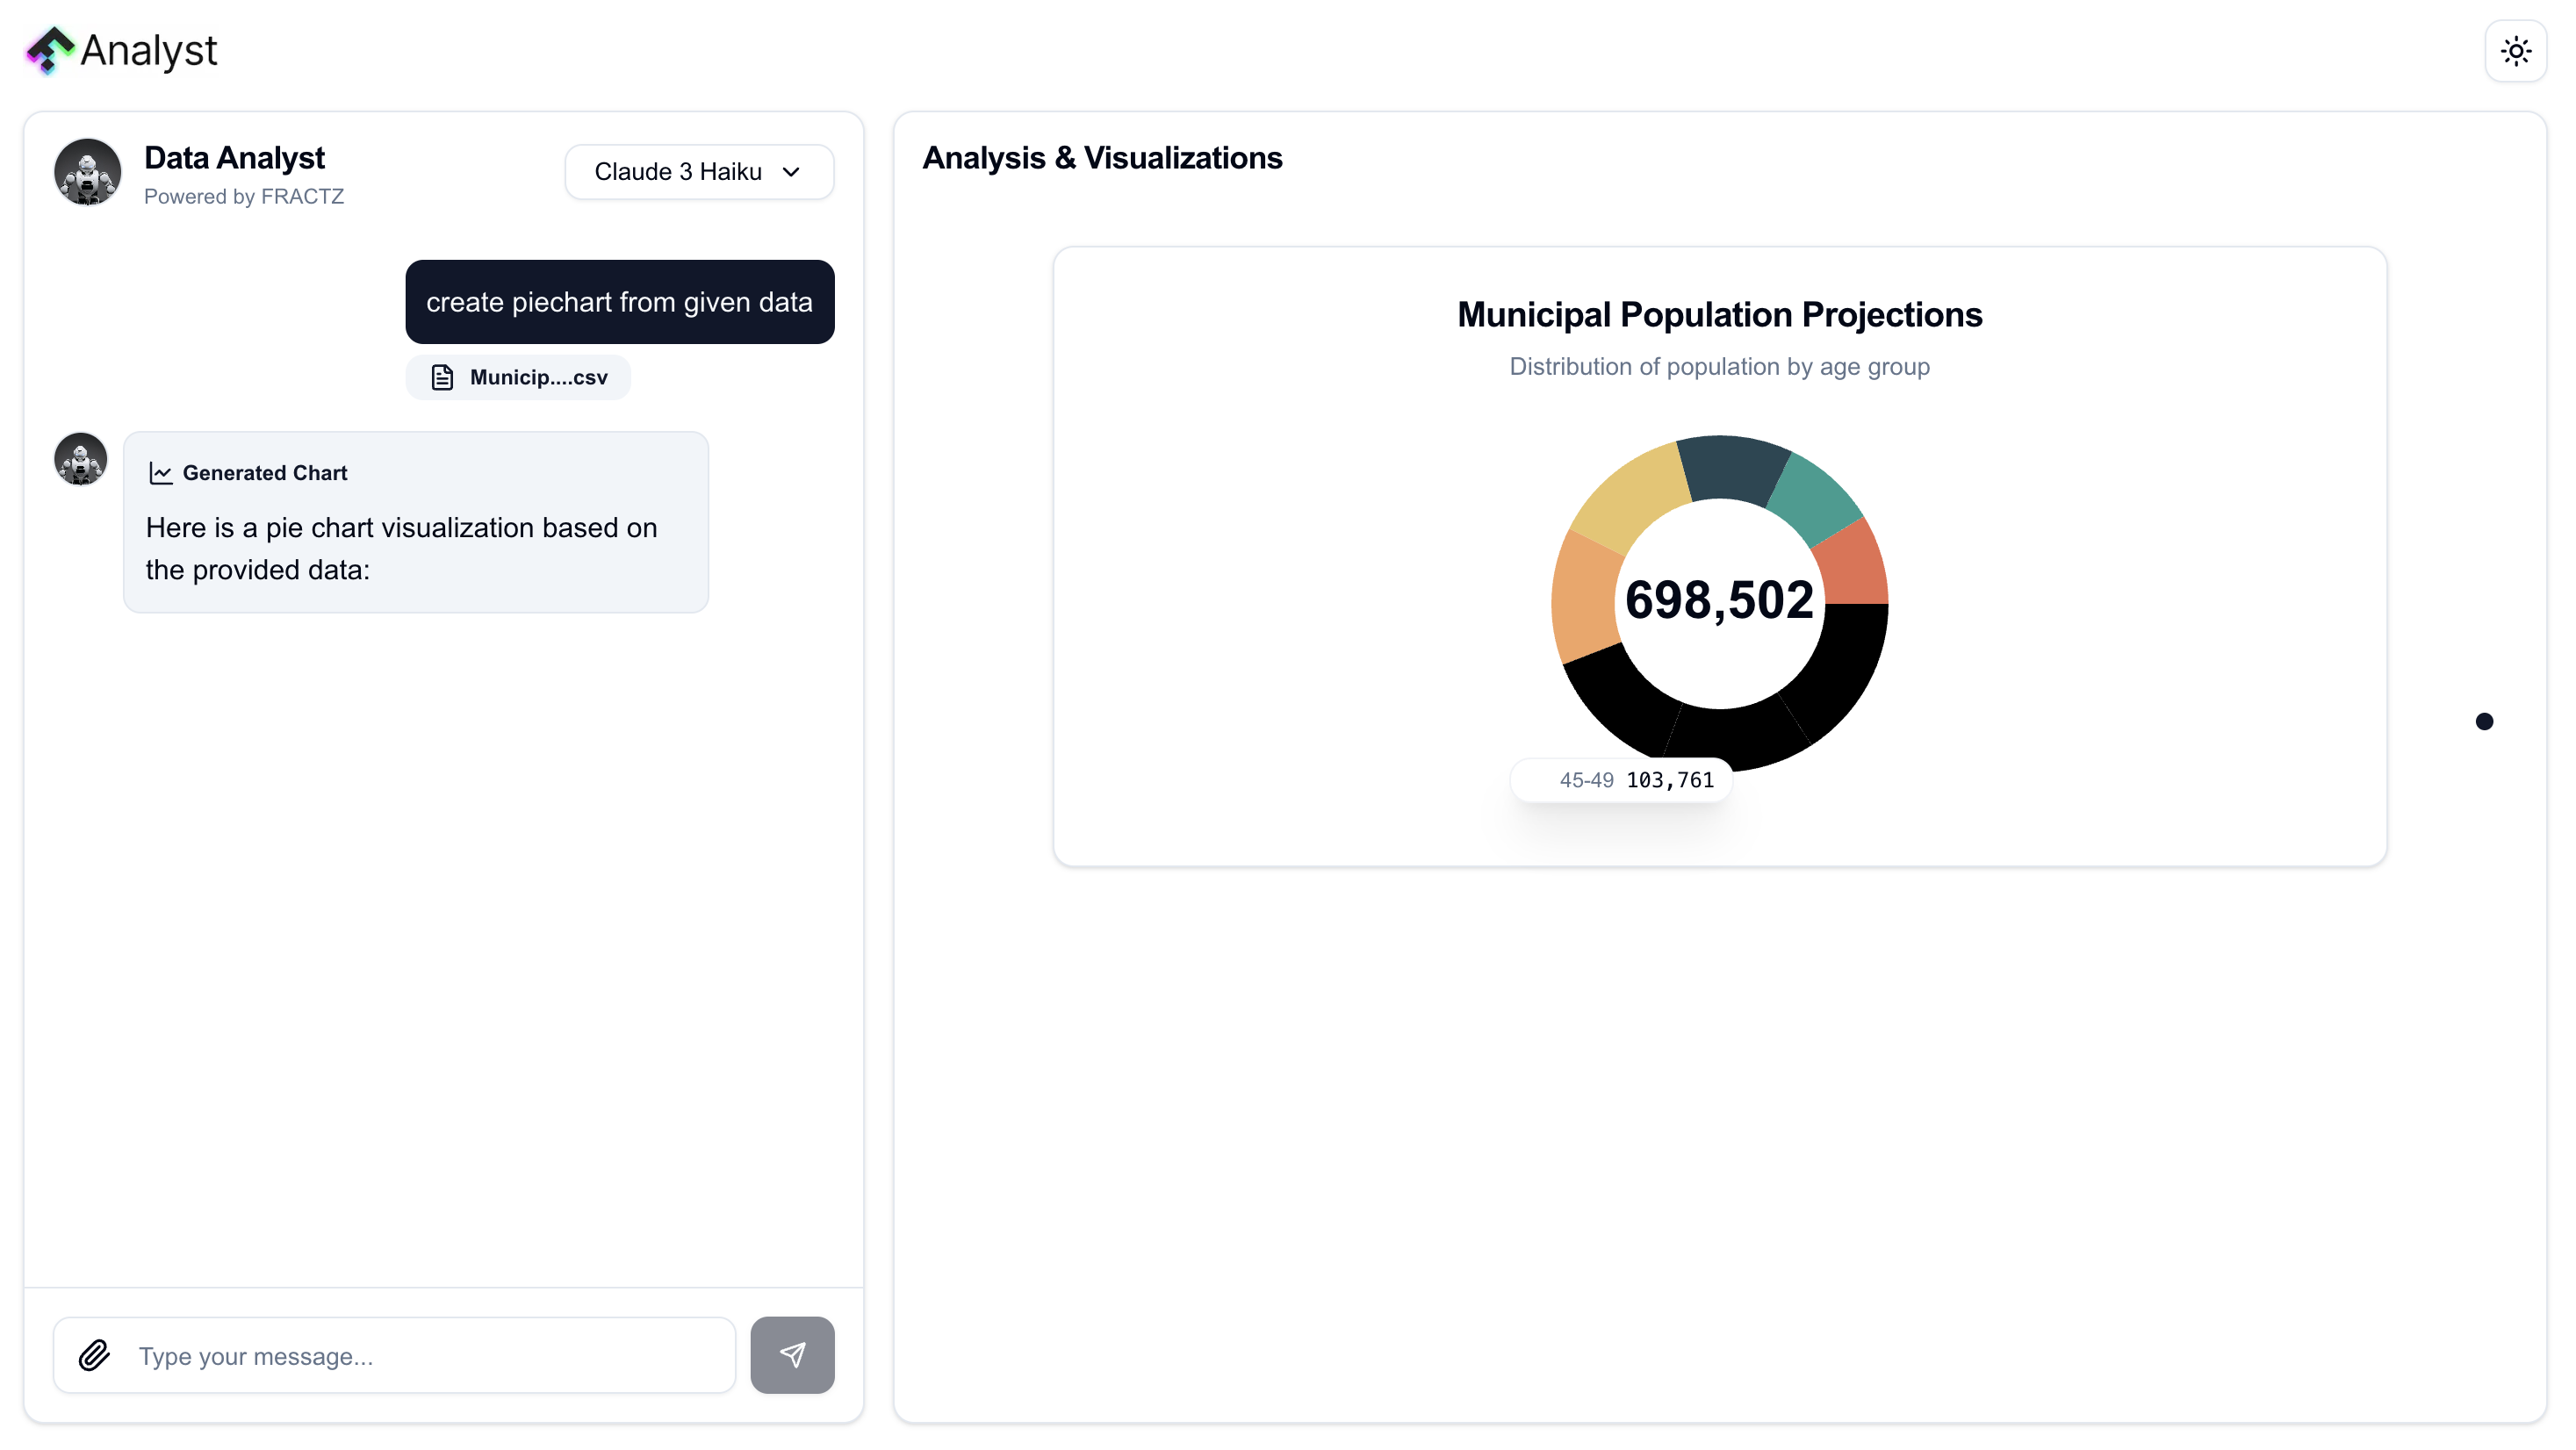 Analyst
Data Analyst
Powered by FRACTZ
Claude 3 Haiku
create piechart from given data
Municip....csv
Generated Chart
Here is a pie chart visualization based on
the provided data:
Type your message...
Analysis & Visualizations
Municipal Population Projections
Distribution of population by age group
698,502
45-49 103,761